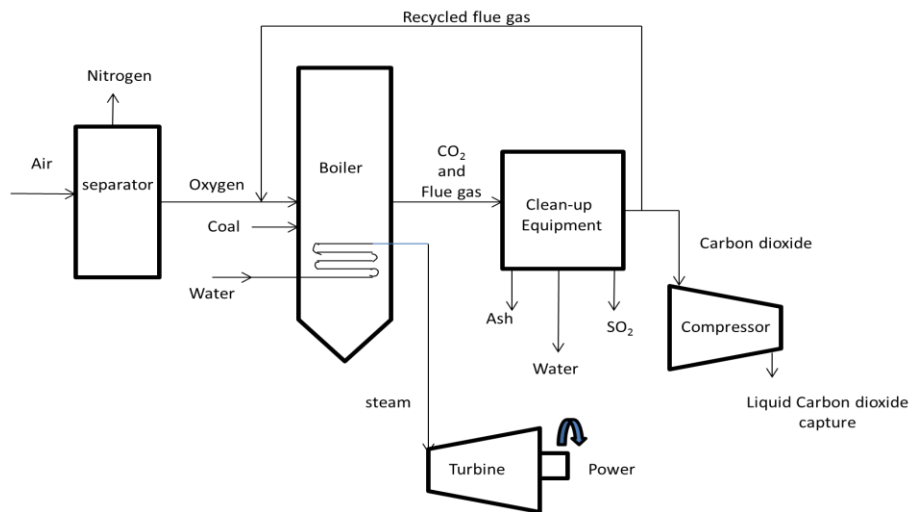 Recycled flue gas
Nitrogen
Air
separator
Oxygen
Boiler
CO₂
and
Flue gas
Clean-up
Equipment
Coal
Water
Carbon dioxide
Ash
Water
SO₂
Compressor
Liquid Carbon dioxide
capture
steam
Turbine
Power